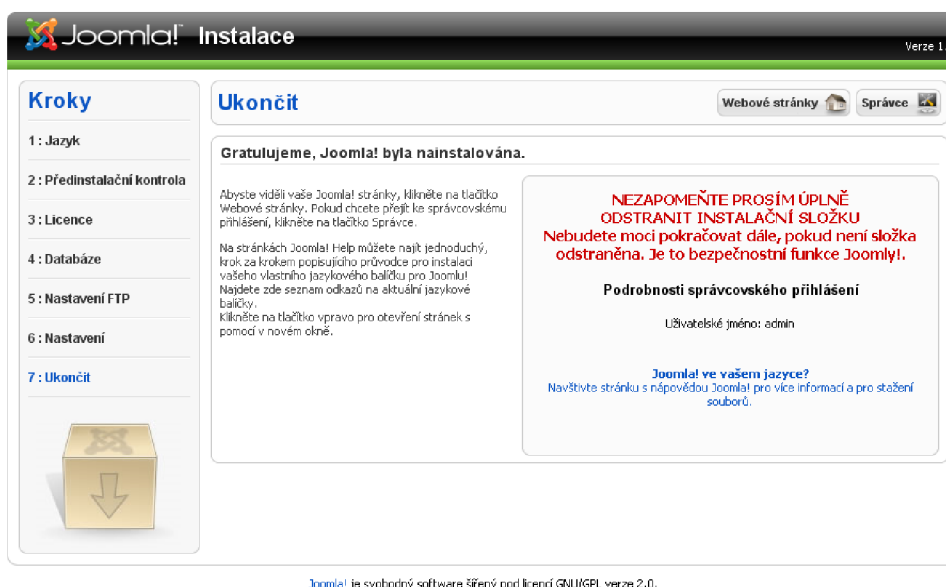 Joomla! Instalace
Verze 1.
Kroky
1 : Jazyk
2 : Předinstalační kontrola
3 : Licence
4 : Databáze
5 : Nastavení FTP
6 : Nastavení
7 : Ukončit
Ukončit
Webové stránky
Správce
Gratulujeme, Joomla! byla nainstalována.
Abyste viděli vaše Joomla! stránky, klikněte na tlačítko
Webové stránky. Pokud chcete přejít ke správcovskému
přihlášení, klikněte na tlačítko Správce.
Na stránkách Joomla! Help můžete najít jednoduchý,
krok za krokem popisujícího průvodce pro instalaci
vašeho vlastního jazykového balíčku pro Joomlu!
Najdete zde seznam odkazů na aktuální jazykové
balíčky.
Klikněte na tlačítko vpravo pro otevření stránek s
pomocí v novém okně.
NEZAPOMEŇTE PROSÍM ÚPLNĚ
ODSTRANIT INSTALAČNÍ SLOŽKU
Nebudete moci pokračovat dále, pokud není složka
odstraněna. Je to bezpečnostní funkce Joomly!.
Podrobnosti správcovského přihlášení
Uživatelské jméno: admin
Joomla! ve vašem jazyce?
Navštivte stránku s nápovědou Joomla! pro více informací a pro stažení
souborů.
Joomla! je svobodný software šířený pod licencí GNU/GPL verze 2.0.